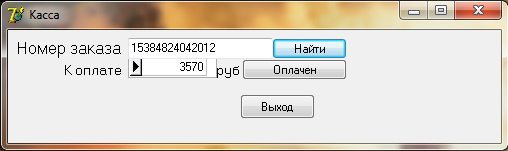 Касса
Номер заказа 15384824042012 Найти
К оплате 3570 руб Оплачен
Выход